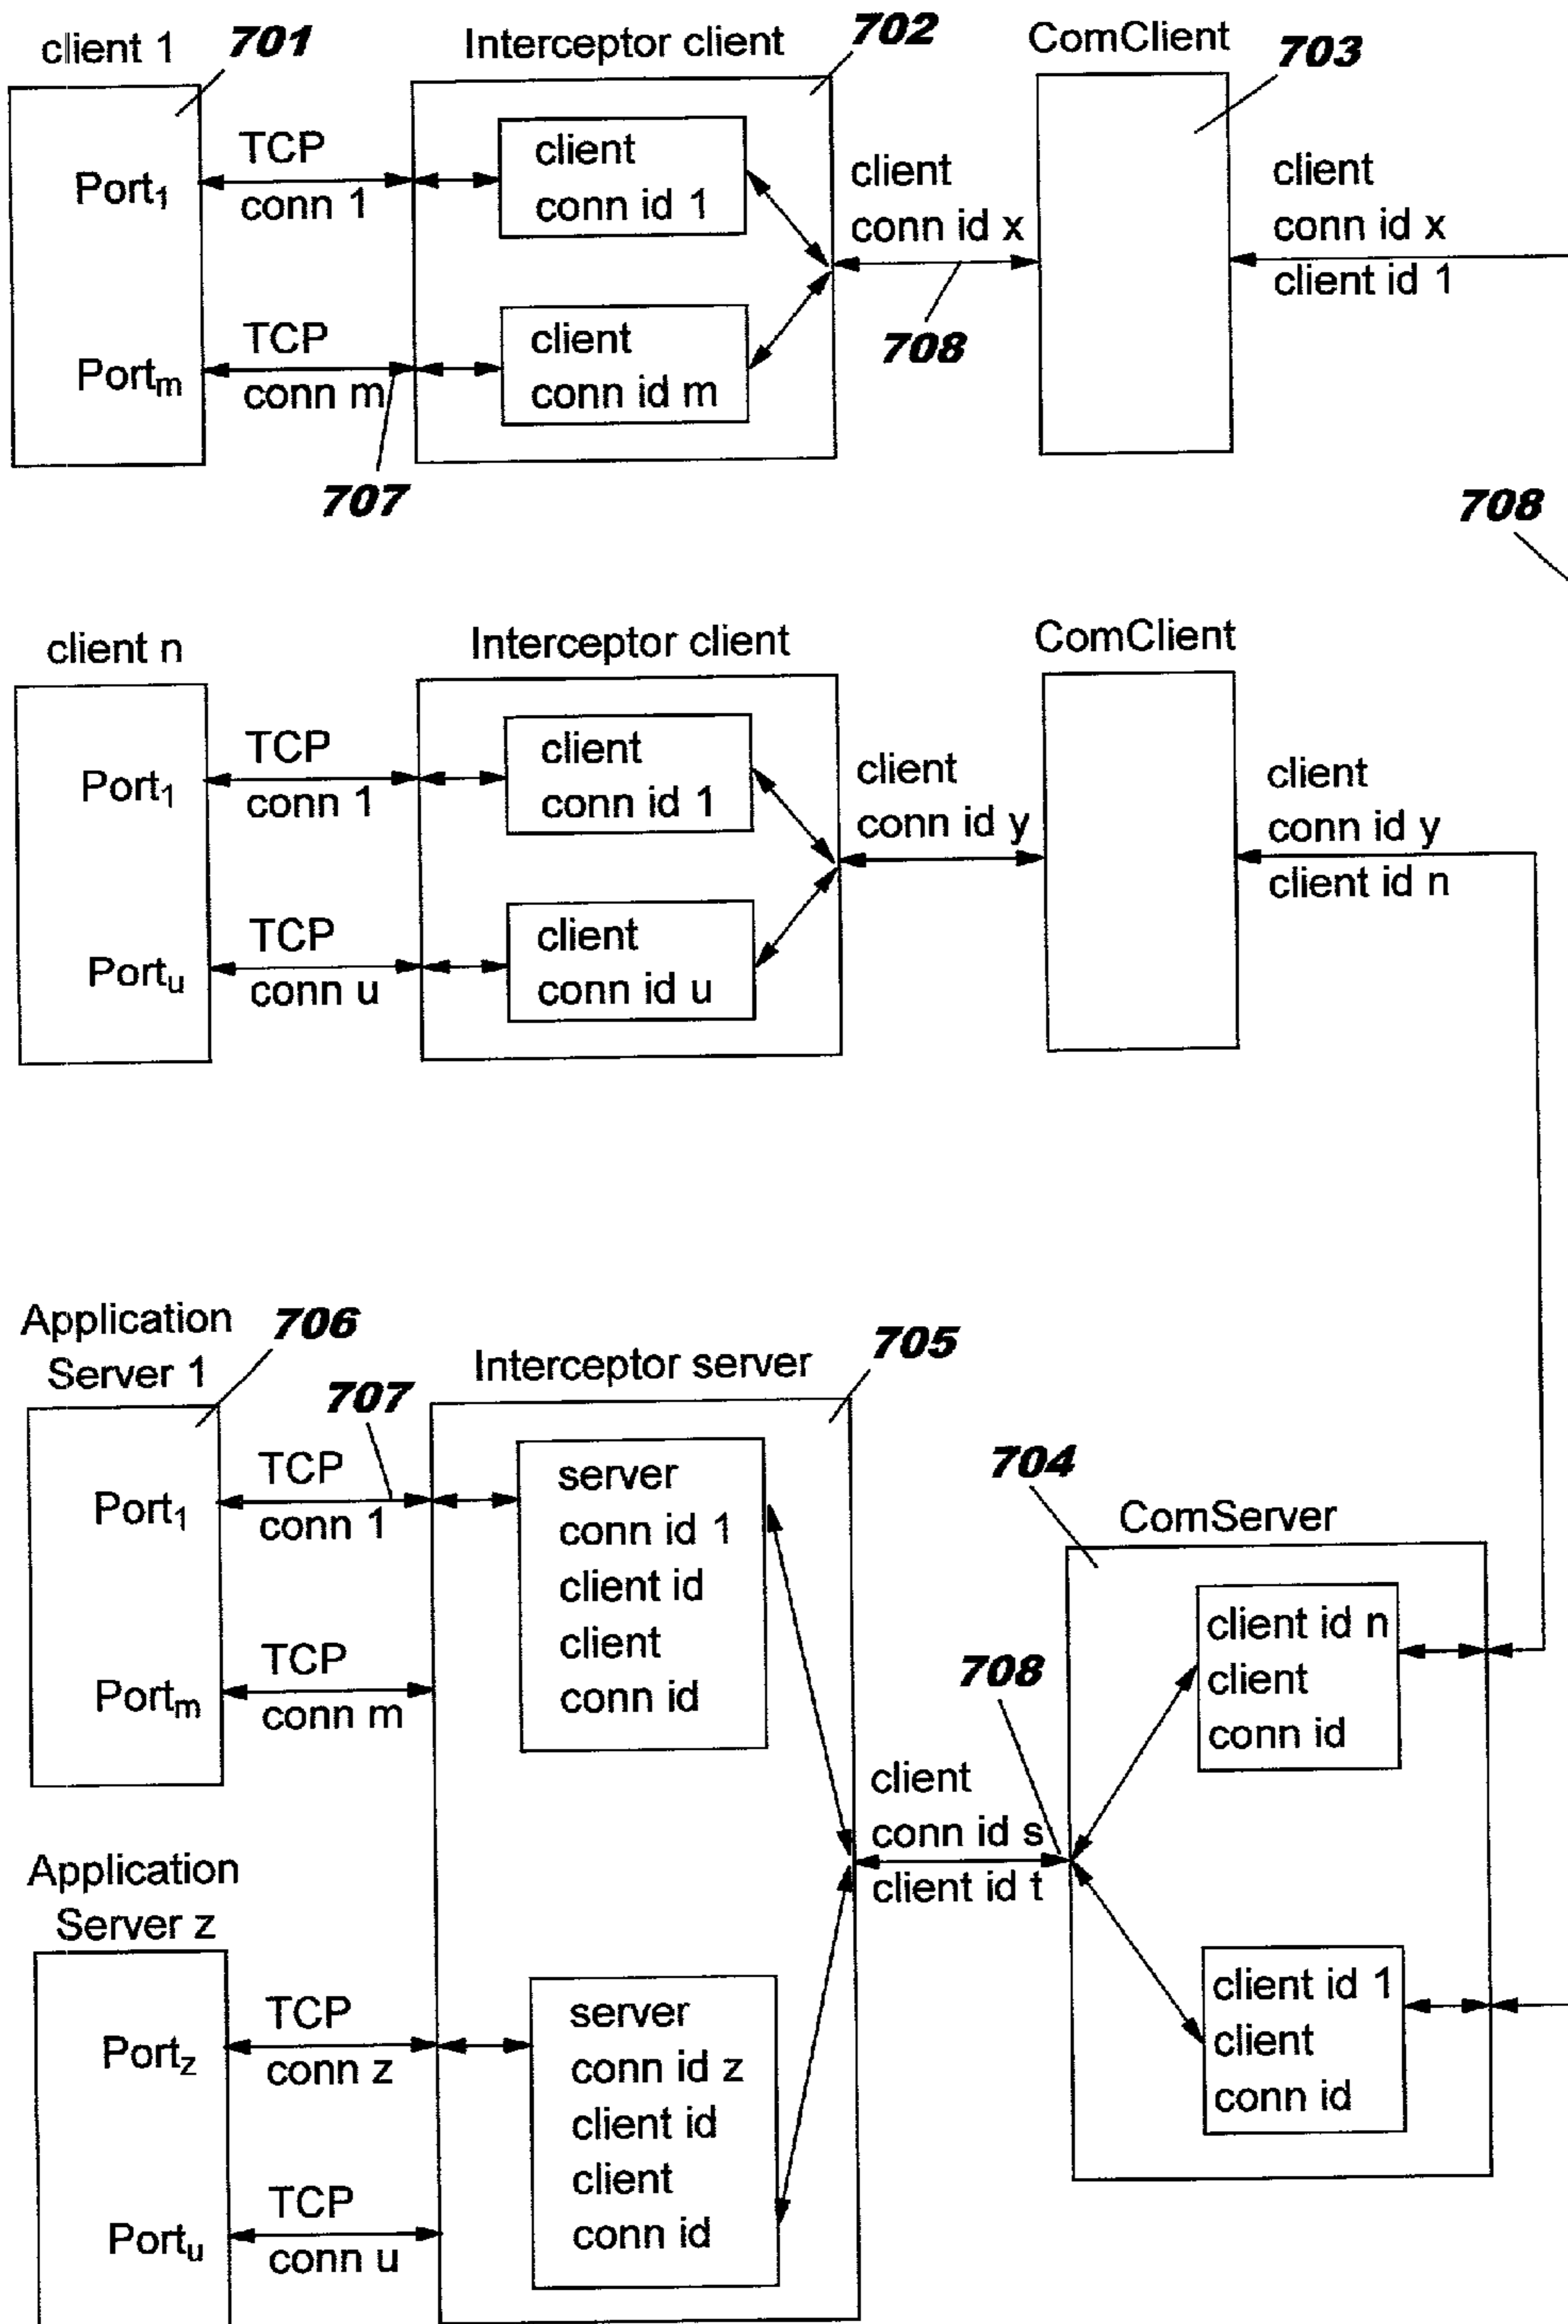 client 1
701
Interceptor client
702
ComClient
703
Port1
TCP
conn 1
client
conn id 1
client
conn id x
708
client
conn id x
client id 1
Portm
TCP
conn m
707
client
conn id m
708
client n
Interceptor client
ComClient
Port1
TCP
conn 1
client
conn id 1
client
conn id y
client
conn id y
client id n
Portu
TCP
conn u
client
conn id u
Application
Server 1
706
Interceptor server
705
Port1
TCP
conn 1
707
server
conn id 1
client id
client
conn id
Portm
TCP
conn m
704
ComServer
client id n
client
conn id
708
client
conn id s
client id t
client id 1
client
conn id
Application
Server z
Portz
TCP
conn z
server
conn id z
client id
client
conn id
Portu
TCP
conn u